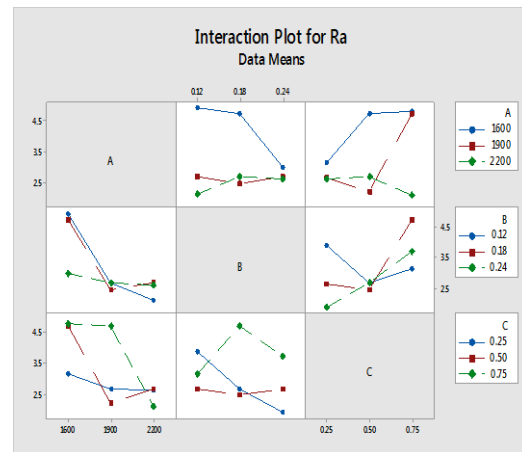 Interaction Plot for Ra
Data Means
0.12 0.18 0.24
4.5
3.5
2.5
A
A
1600
1900
2200
B
4.5
3.5
2.5
B
0.12
0.18
0.24
4.5
3.5
2.5
C
C
0.25
0.50
0.75
1600 1900 2200
0.25 0.50 0.75